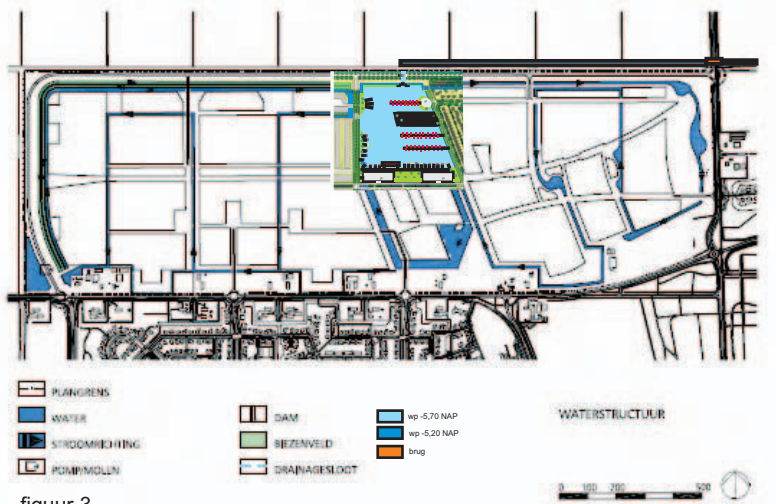 PLANGRENS
WATER
STROOMRICHTING
POMP/MOLEN
DAM
BIEZENVELD
DRAINAGESLOOT
wp -5,70 NAP
wp -5,20 NAP
brug
WATERSTRUCTUUR
0 100 200 500
figuur 3